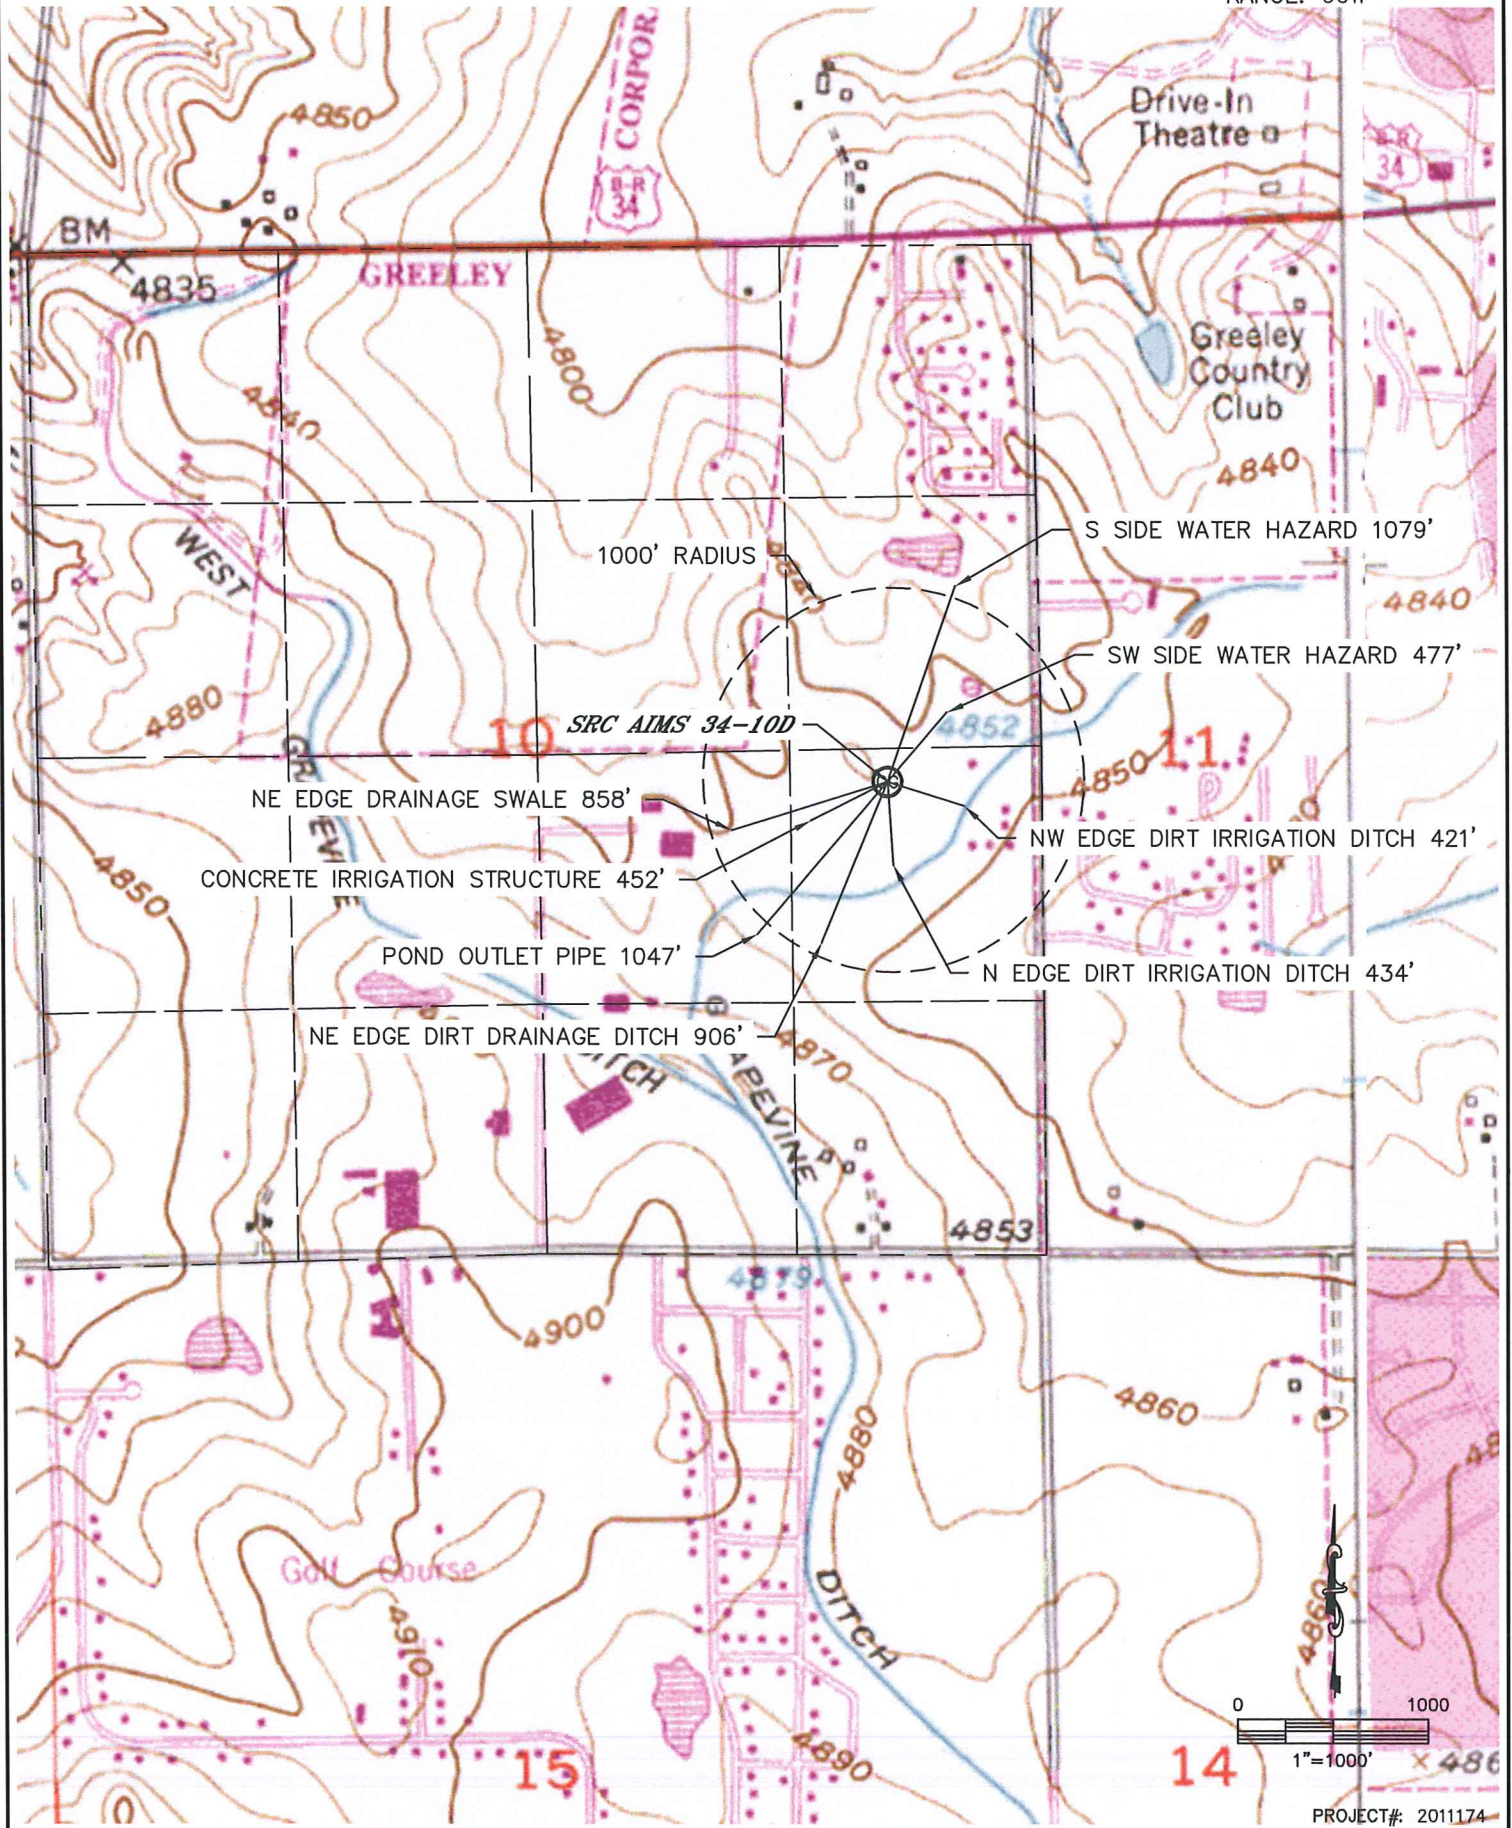 CORPOR
4850
B-R
34
Drive-In
Theatre
B-R
34
BM
4835
GREELEY
4800
4840
Greeley
Country
Club
4840
WEST
1000' RADIUS
S SIDE WATER HAZARD 1079'
4840
SW SIDE WATER HAZARD 477'
4880
10
SRC AIMS 34-10D
4852
11
4850
NE EDGE DRAINAGE SWALE 858'
NW EDGE DIRT IRRIGATION DITCH 421'
4850
CONCRETE IRRIGATION STRUCTURE 452'
POND OUTLET PIPE 1047'
N EDGE DIRT IRRIGATION DITCH 434'
NE EDGE DIRT DRAINAGE DITCH 906'
4870
4853
4879
4900
4860
4880
Golf Course
4910
DITCH
4860
0 1000
1"=1000'
15
4890
14
486
PROJECT#: 2011174